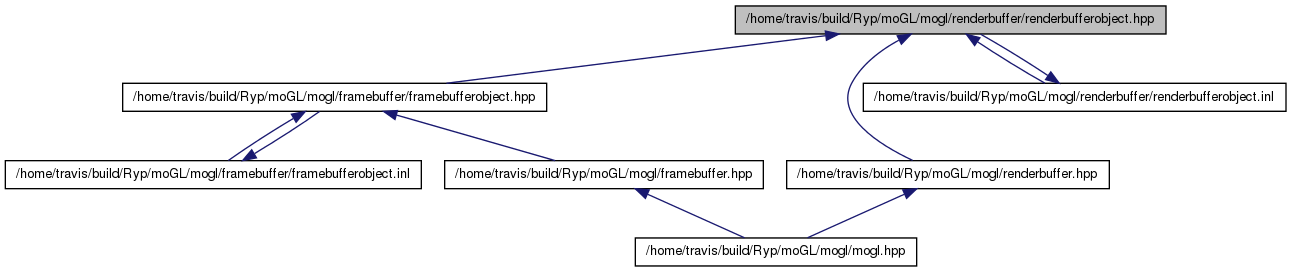 /home/travis/build/Ryp/moGL/mogl/renderbuffer/renderbufferobject.hpp
/home/travis/build/Ryp/moGL/mogl/framebuffer/framebufferobject.hpp
/home/travis/build/Ryp/moGL/mogl/renderbuffer/renderbufferobject.inl
/home/travis/build/Ryp/moGL/mogl/framebuffer/framebufferobject.inl
/home/travis/build/Ryp/moGL/mogl/framebuffer.hpp
/home/travis/build/Ryp/moGL/mogl/renderbuffer.hpp
/home/travis/build/Ryp/moGL/mogl/mogl.hpp